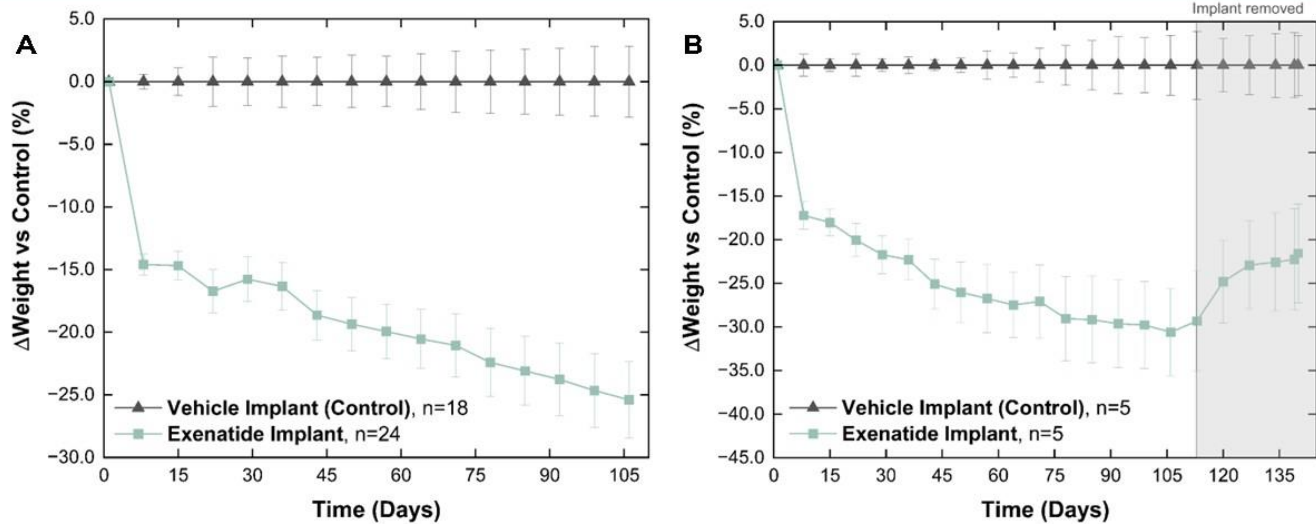 A
5.0
0.0
−5.0
−10.0
−15.0
−20.0
−25.0
−30.0
ΔWeight vs Control (%)
Vehicle Implant (Control), n=18
Exenatide Implant, n=24
0 15 30 45 60 75 90 105
Time (Days)
B
Implant removed
5.0
0.0
−5.0
−10.0
−15.0
−20.0
−25.0
−30.0
−35.0
−40.0
−45.0
ΔWeight vs Control (%)
Vehicle Implant (Control), n=5
Exenatide Implant, n=5
0 15 30 45 60 75 90 105 120 135
Time (Days)